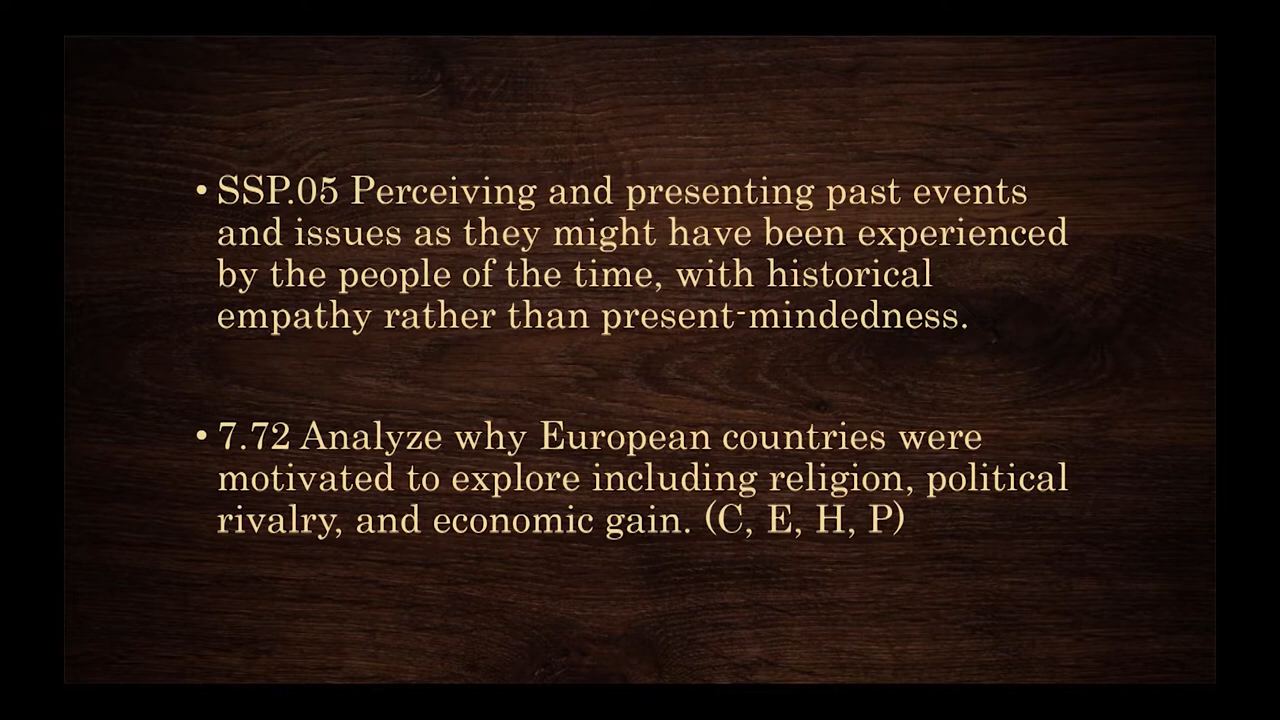 • SSP.05 Perceiving and presenting past events
and issues as they might have been experienced
by the people of the time, with historical
empathy rather than present-mindedness.
• 7.72 Analyze why European countries were
motivated to explore including religion, political
rivalry, and economic gain. (C, E, H, P)